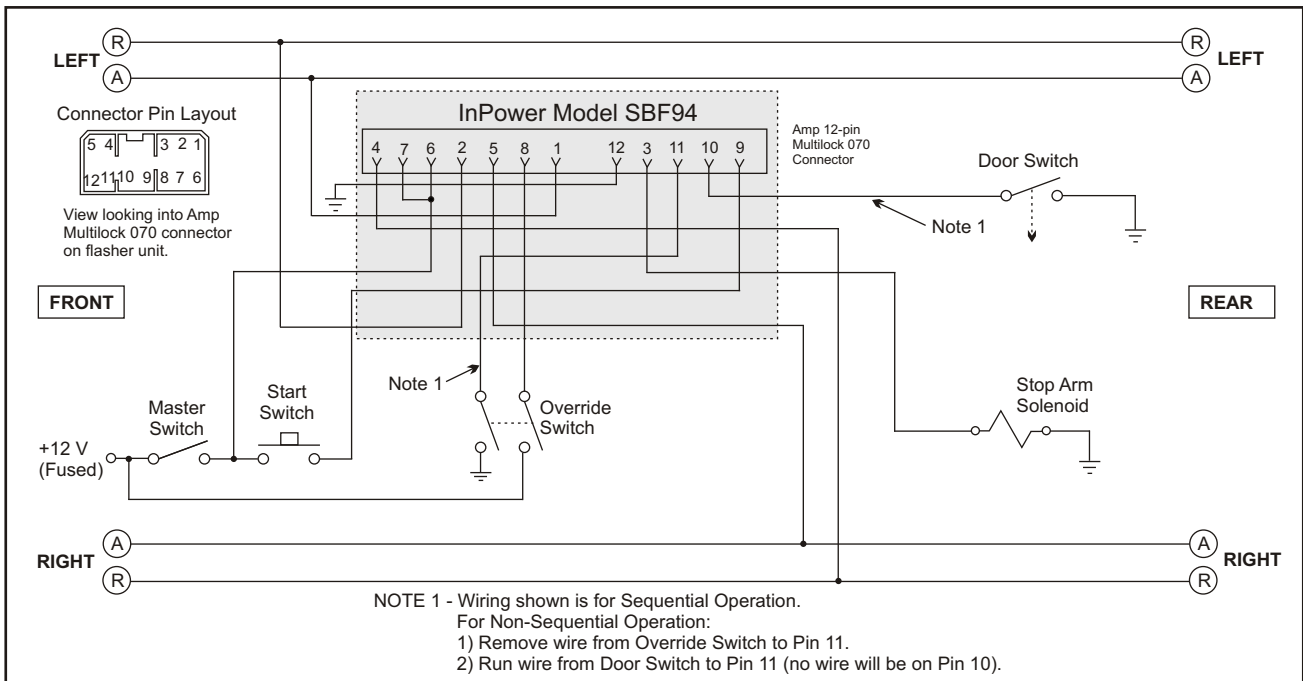 R
R
LEFT
LEFT
A
A
Connector Pin Layout
InPower Model SBF94
5 4 3 2 1
12 11 10 9 8 7 6
4 7 6 2 5 8 1 12 3 11 10 9
Amp 12-pin
Multilock 070
Connector
Door Switch
View looking into Amp
Multilock 070 connector
on flasher unit.
Note 1
FRONT
REAR
Note 1
Master
Switch
Start
Switch
Override
Switch
Stop Arm
Solenoid
+12 V
(Fused)
A
A
RIGHT
RIGHT
R
R
NOTE 1 - Wiring shown is for Sequential Operation.
For Non-Sequential Operation:
1) Remove wire from Override Switch to Pin 11.
2) Run wire from Door Switch to Pin 11 (no wire will be on Pin 10).